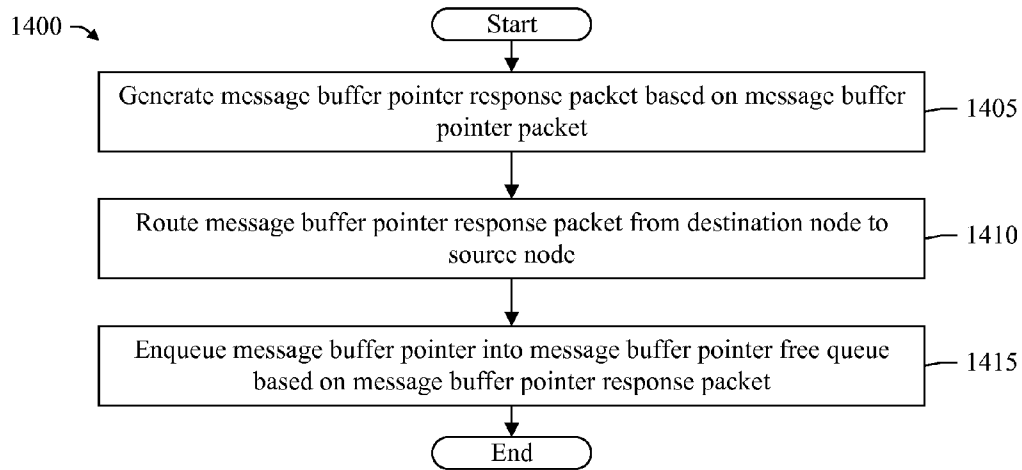 1400
Start
Generate message buffer pointer response packet based on message buffer
pointer packet
1405
Route message buffer pointer response packet from destination node to
source node
1410
Enqueue message buffer pointer into message buffer pointer free queue
based on message buffer pointer response packet
1415
End